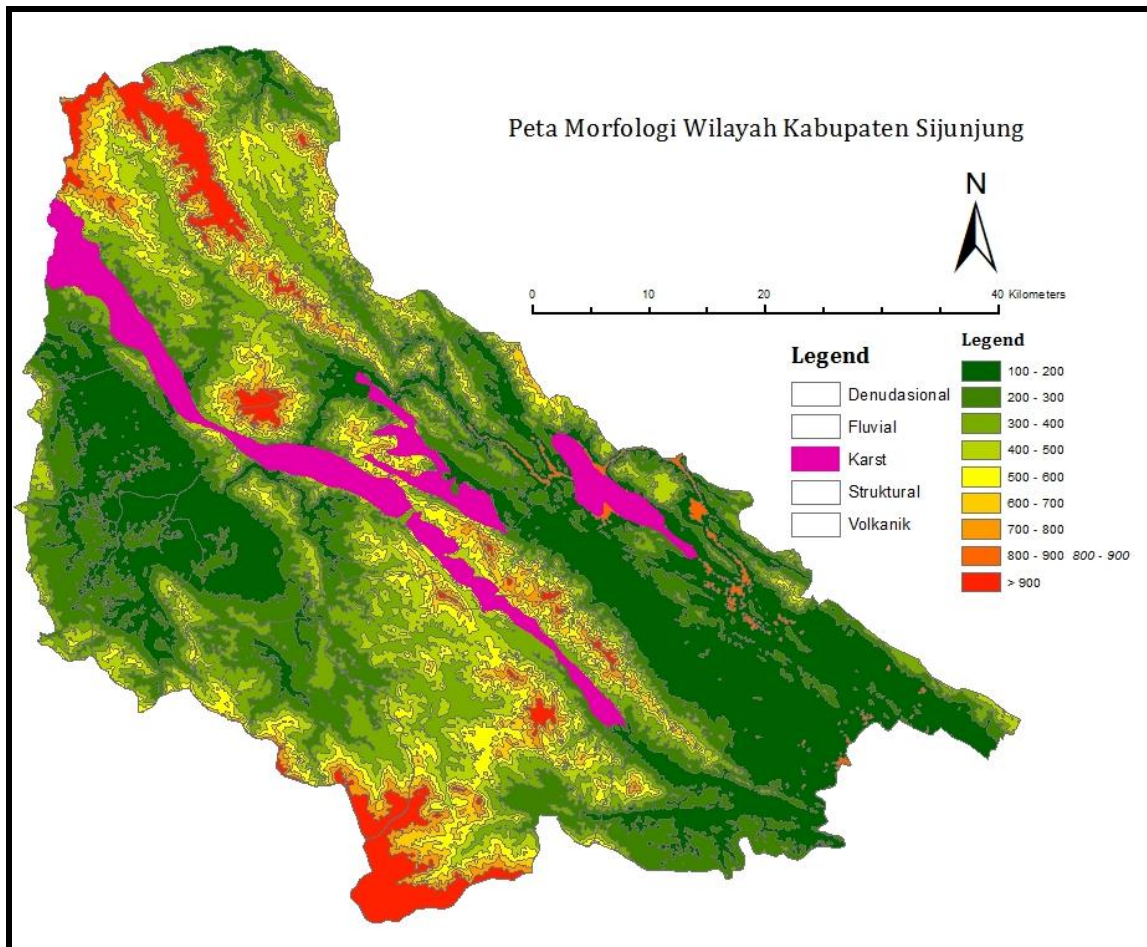 Peta Morfologi Wilayah Kabupaten Sijunjung
N
0 10 20 40 Kilometers
Legend
Denudasional
Fluvial
Karst
Struktural
Volkanik
Legend
100 - 200
200 - 300
300 - 400
400 - 500
500 - 600
600 - 700
700 - 800
800 - 900 800 - 900
> 900